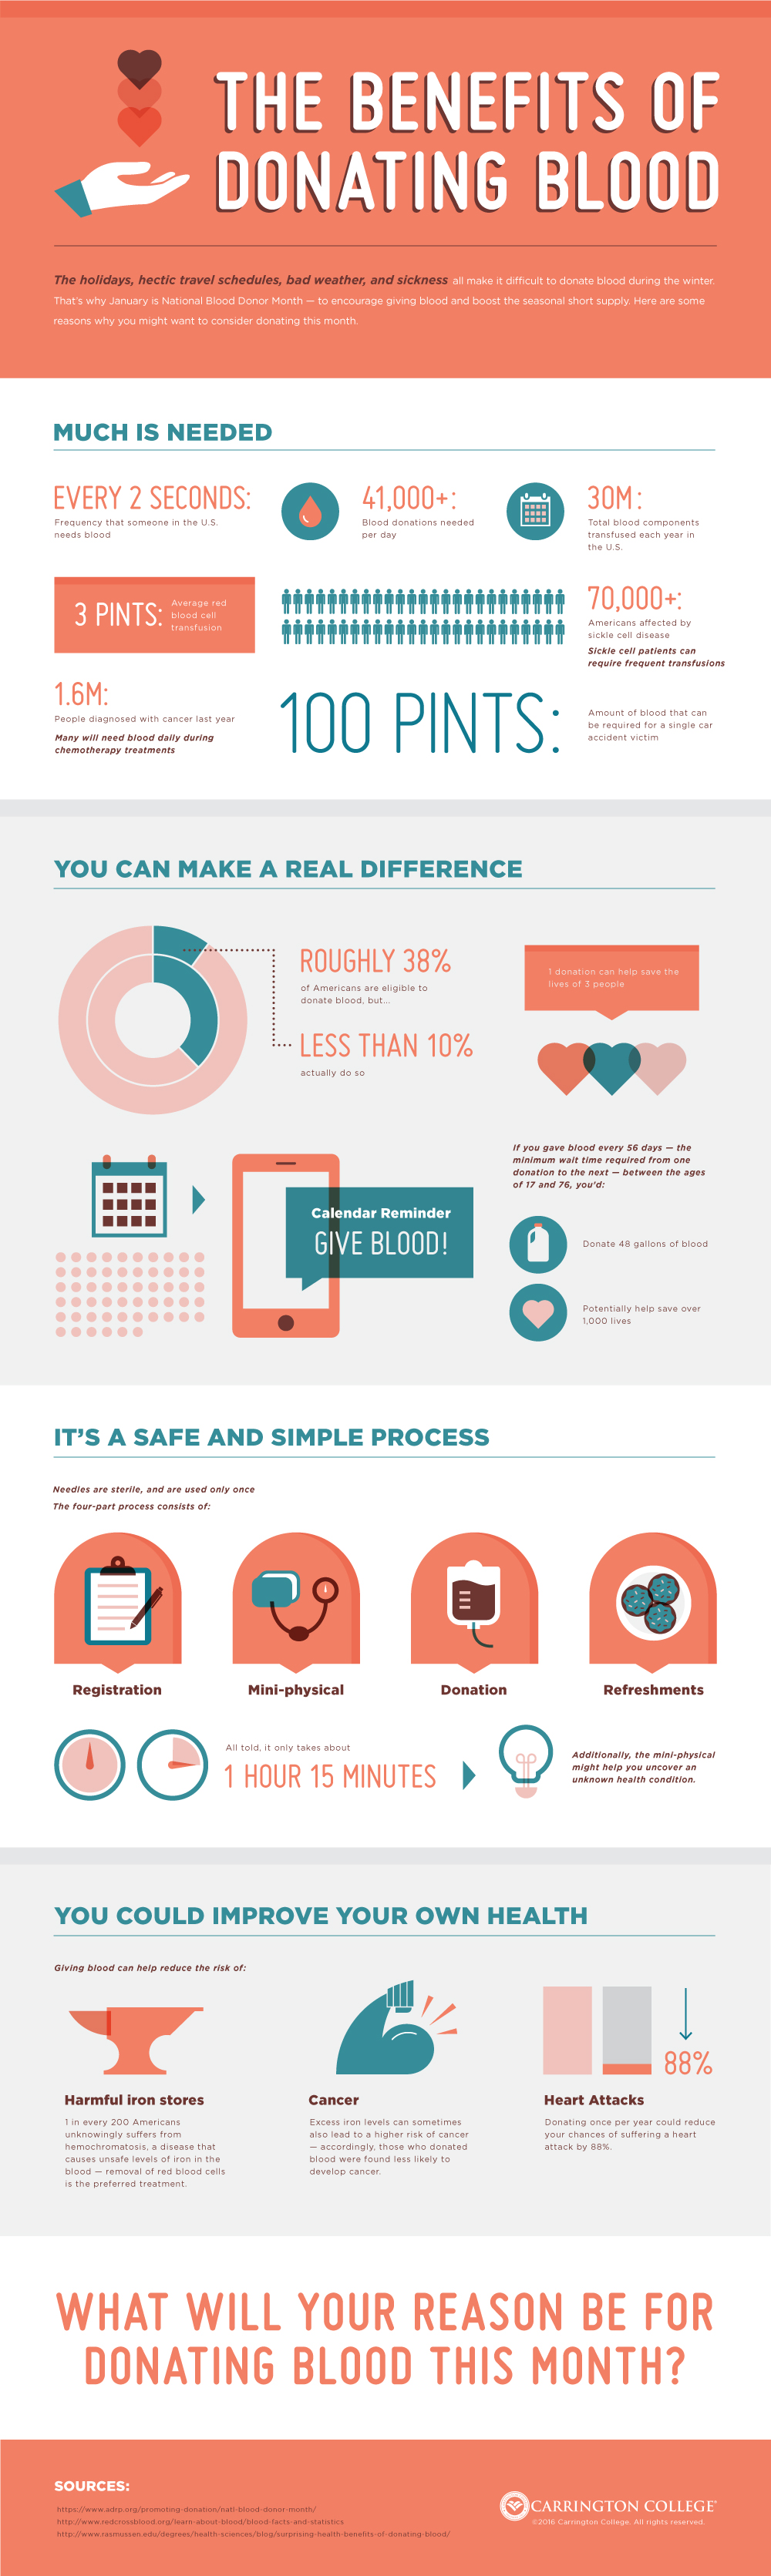 THE BENEFITS OF
DONATING BLOOD
The holidays, hectic travel schedules, bad weather, and sickness all make it difficult to donate blood during the winter.
That's why January is National Blood Donor Month — to encourage giving blood and boost the seasonal short supply. Here are some
reasons why you might want to consider donating this month.
MUCH IS NEEDED
EVERY 2 SECONDS:
Frequency that someone in the U.S.
needs blood
41,000+:
Blood donations needed
per day
30M:
Total blood components
transfused each year in
the U.S.
3 PINTS:
Average red
blood cell
transfusion
70,000+:
Americans affected by
sickle cell disease
Sickle cell patients can
require frequent transfusions
1.6M:
People diagnosed with cancer last year
Many will need blood daily during
chemotherapy treatments
100 PINTS:
Amount of blood that can
be required for a single car
accident victim
YOU CAN MAKE A REAL DIFFERENCE
ROUGHLY 38%
of Americans are eligible to
donate blood, but...
LESS THAN 10%
actually do so
1 donation can help save the
lives of 3 people
Calendar Reminder
GIVE BLOOD!
If you gave blood every 56 days — the
minimum wait time required from one
donation to the next — between the ages
of 17 and 76, you'd:
Donate 48 gallons of blood
Potentially help save over
1,000 lives
IT'S A SAFE AND SIMPLE PROCESS
Needles are sterile, and are used only once
The four-part process consists of:
Registration
Mini-physical
Donation
Refreshments
All told, it only takes about
1 HOUR 15 MINUTES
Additionally, the mini-physical
might help you uncover an
unknown health condition.
YOU COULD IMPROVE YOUR OWN HEALTH
Giving blood can help reduce the risk of:
88%
Harmful iron stores
1 in every 200 Americans
unknowingly suffers from
hemochromatosis, a disease that
causes unsafe levels of iron in the
blood — removal of red blood cells
is the preferred treatment.
Cancer
Excess iron levels can sometimes
also lead to a higher risk of cancer
— accordingly, those who donated
blood were found less likely to
develop cancer.
Heart Attacks
Donating once per year could reduce
your chances of suffering a heart
attack by 88%.
WHAT WILL YOUR REASON BE FOR
DONATING BLOOD THIS MONTH?
SOURCES:
https://www.adrp.org/promoting-donation/natl-blood-donor-month/
http://www.redcrossblood.org/learn-about-blood/blood-facts-and-statistics
http://www.rasmussen.edu/degrees/health-sciences/blog/surprising-health-benefits-of-donating-blood/
CARRINGTON COLLEGE®
©2016 Carrington College. All rights reserved.